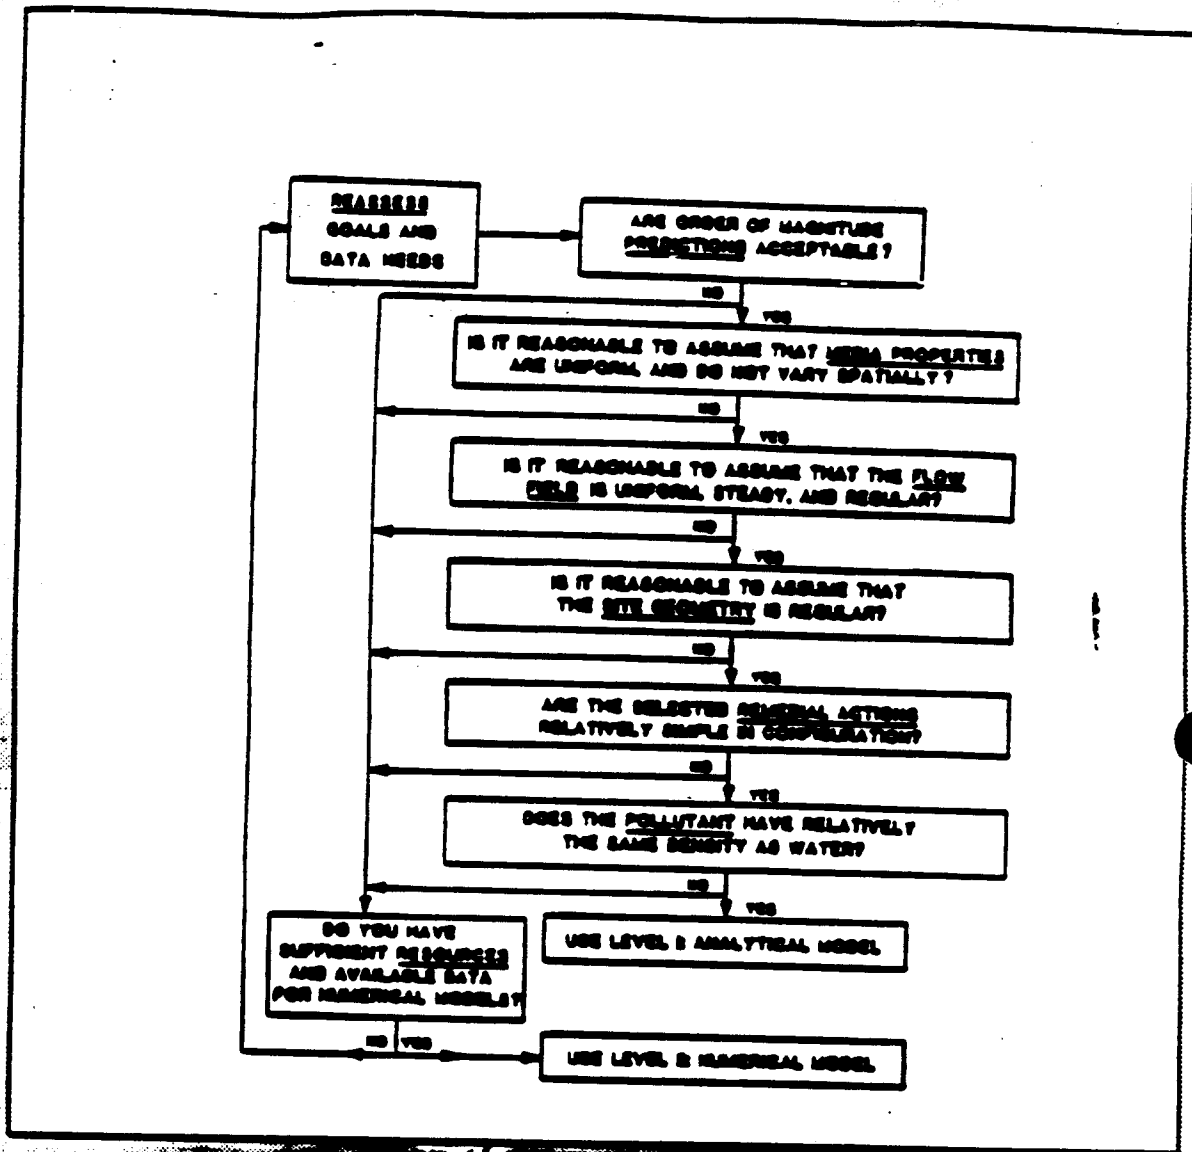 REASSESS
GOALS AND
DATA NEEDS
ARE ORDER OF MAGNITUDE
PREDICTIONS ACCEPTABLE?
NO
YES
IS IT REASONABLE TO ASSUME THAT MEDIA PROPERTIES
ARE UNIFORM, AND DO NOT VARY SPATIALLY?
NO
YES
IS IT REASONABLE TO ASSUME THAT THE FLOW
FIELD IS UNIFORM, STEADY, AND REGULAR?
NO
YES
IS IT REASONABLE TO ASSUME THAT
THE SITE GEOMETRY IS REGULAR?
NO
YES
ARE THE SELECTED REMEDIAL ACTIONS
RELATIVELY SIMPLE IN CONFIGURATION?
NO
YES
DOES THE POLLUTANT HAVE RELATIVELY
THE SAME DENSITY AS WATER?
NO
YES
DO YOU HAVE
SUFFICIENT RESOURCES
AND AVAILABLE DATA
FOR NUMERICAL MODELS?
USE LEVEL I: ANALYTICAL MODEL
NO YES
USE LEVEL II: NUMERICAL MODEL